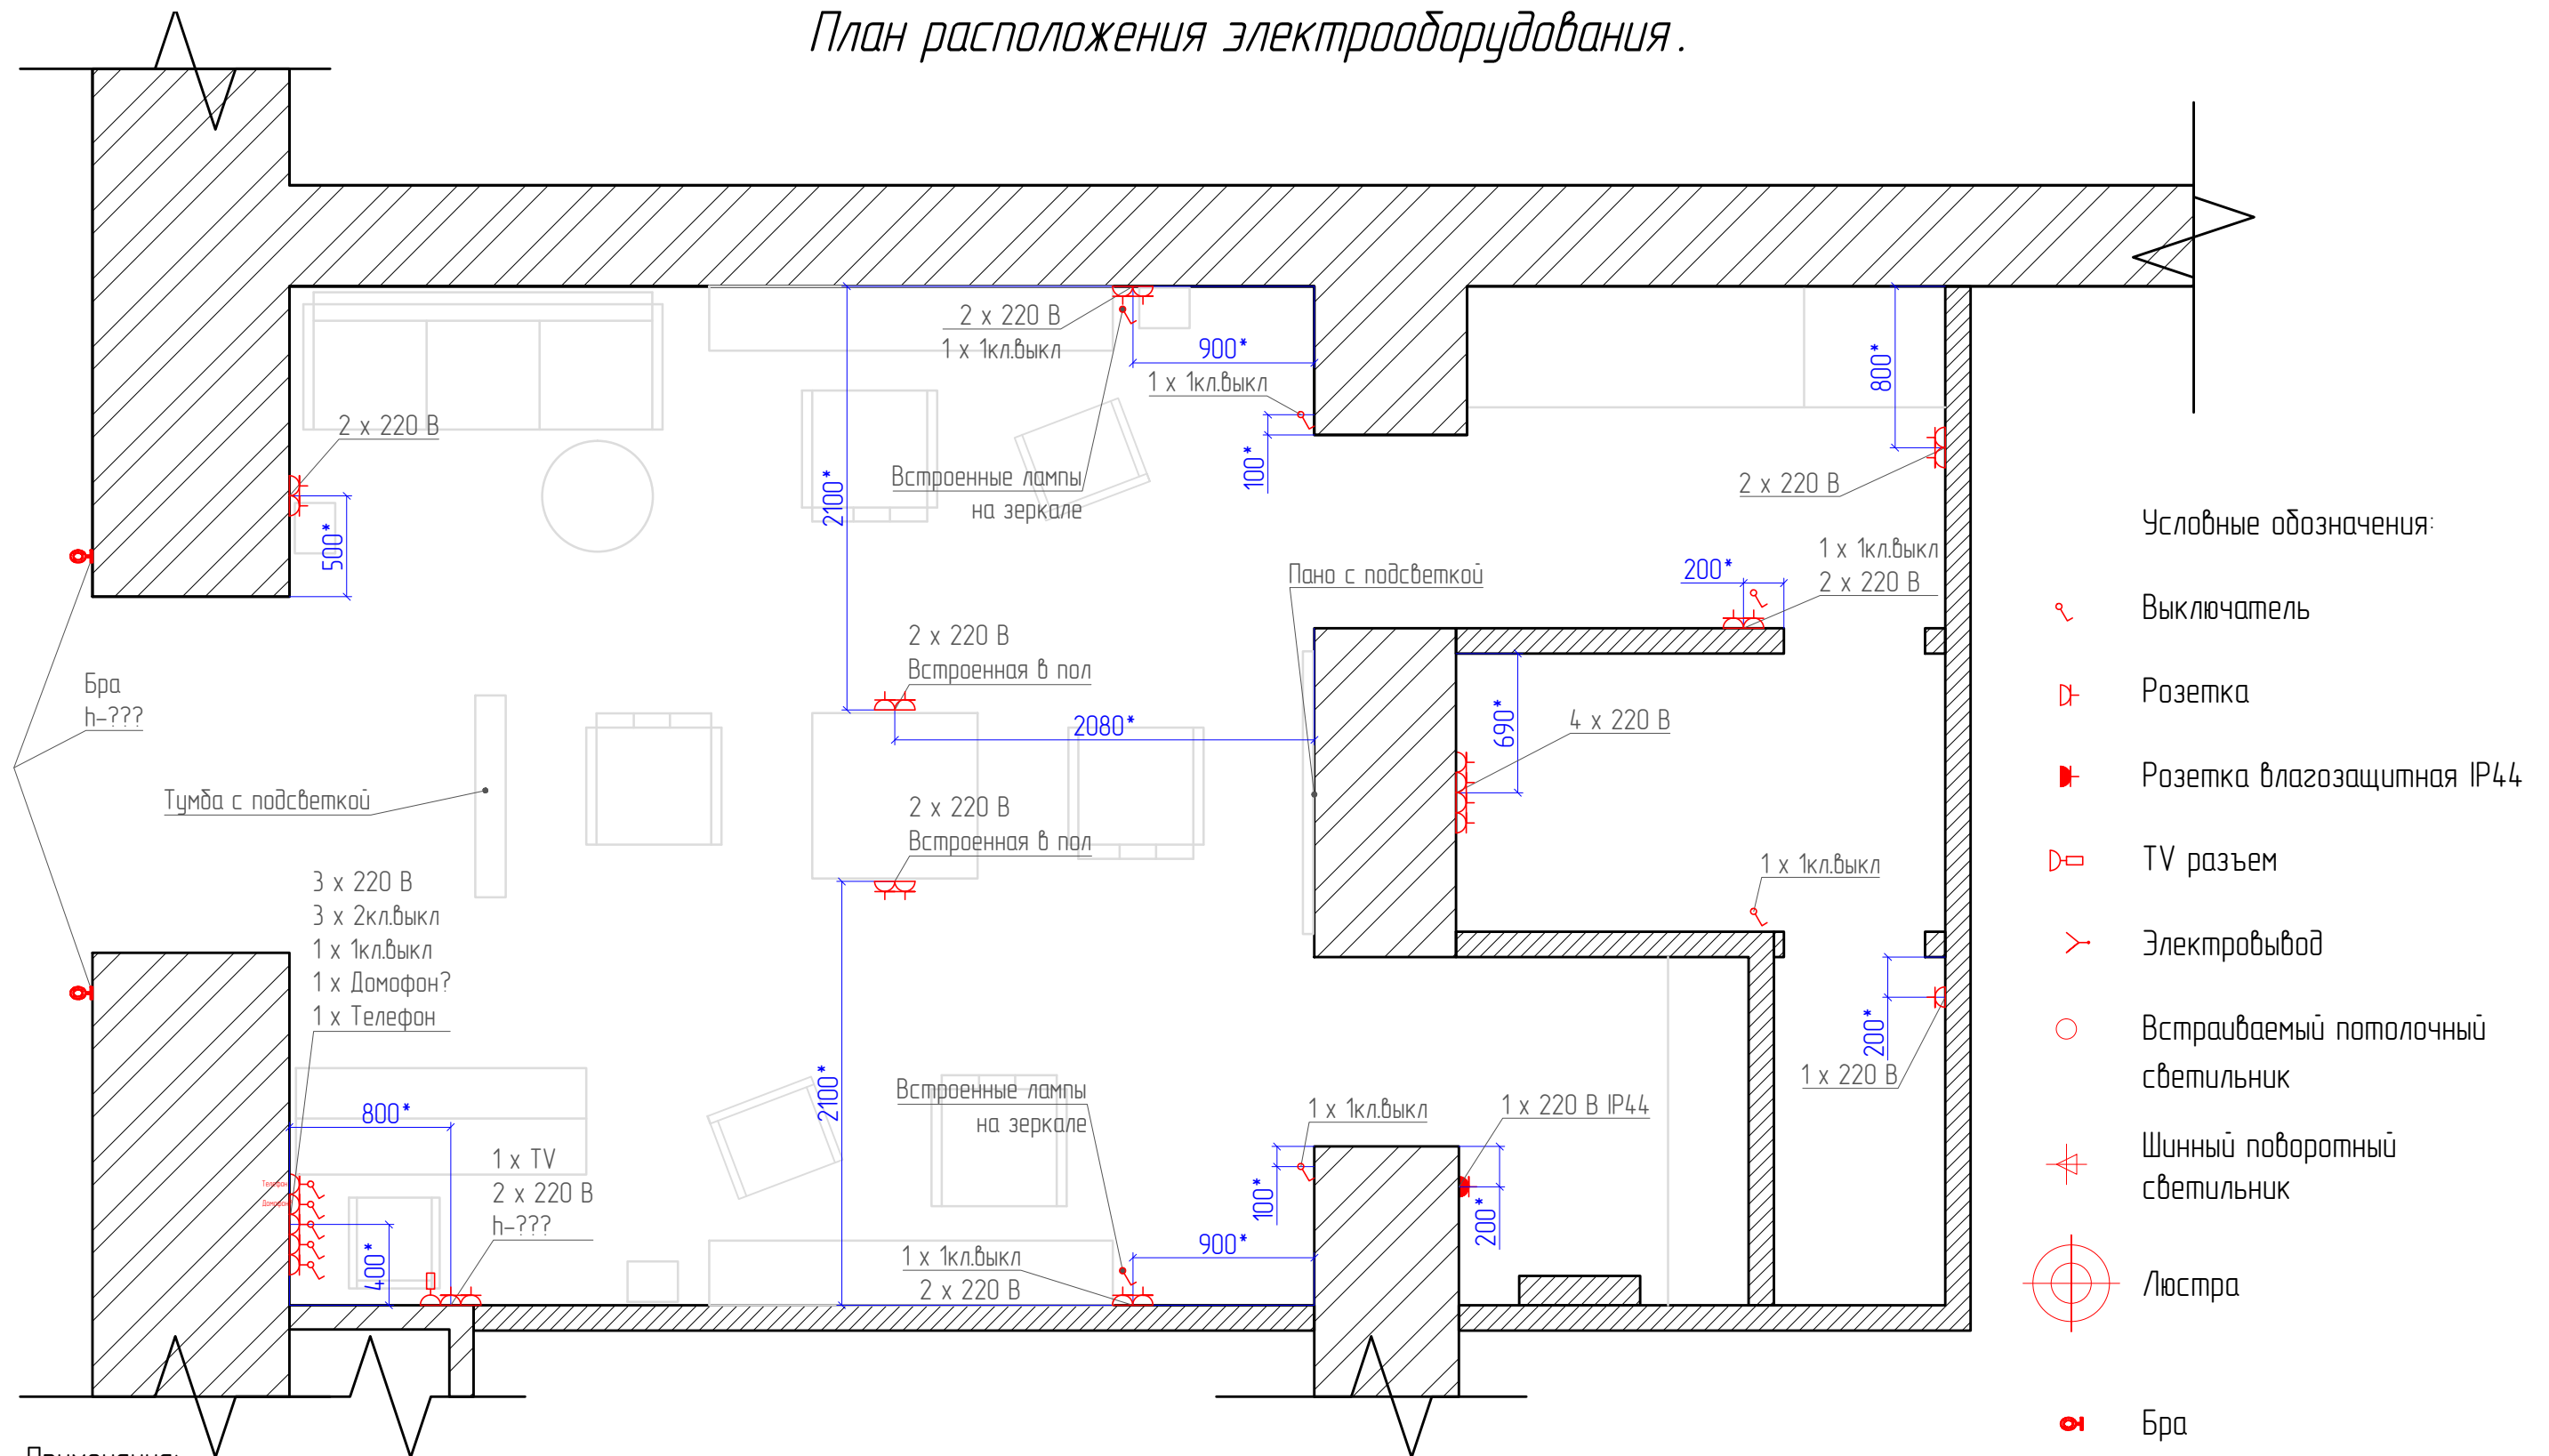 План расположения электрооборудования.
2 х 220 В
1 х 1кл.выкл
900*
1 х 1кл.выкл
100*
800*
2 х 220 В
2 х 220 В
500*
2100*
Встроенные лампы
на зеркале
Пано с подсветкой
200*
1 х 1кл.выкл
2 х 220 В
Бра
h-???
2 х 220 В
Встроенная в пол
2080*
690*
4 х 220 В
Тумба с подсветкой
2 х 220 В
Встроенная в пол
1 х 1кл.выкл
3 х 220 В
3 х 2кл.выкл
1 х 1кл.выкл
1 х Домофон?
1 х Телефон
200*
1 х 220 В
2100*
800*
Встроенные лампы
на зеркале
1 х 1кл.выкл
1 х 220 В IP44
100*
200*
1 х TV
2 х 220 В
h-???
Телефон
Домофон
400*
900*
1 х 1кл.выкл
2 х 220 В
Условные обозначения:
Выключатель
Розетка
Розетка влагозащитная IP44
TV разъем
Электровывод
Встраиваемый потолочный
светильник
Шинный поворотный
светильник
Люстра
Бра